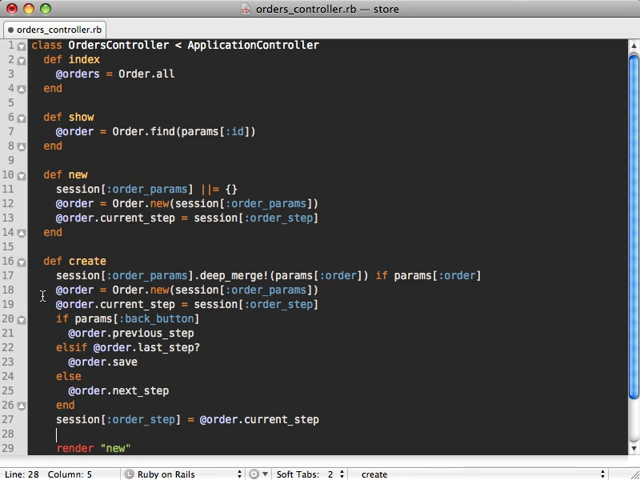 orders_controller.rb — store
orders_controller.rb
1 class OrdersController < ApplicationController
2 def index
3 @orders = Order.all
4 end
5
6 def show
7 @order = Order.find(params[:id])
8 end
9
10 def new
11 session[:order_params] ||= {}
12 @order = Order.new(session[:order_params])
13 @order.current_step = session[:order_step]
14 end
15
16 def create
17 session[:order_params].deep_merge!(params[:order]) if params[:order]
18 @order = Order.new(session[:order_params])
19 @order.current_step = session[:order_step]
20 if params[:back_button]
21 @order.previous_step
22 elsif @order.last_step?
23 @order.save
24 else
25 @order.next_step
26 end
27 session[:order_step] = @order.current_step
28
29 render "new"
Line: 28 Column: 5 Ruby on Rails Soft Tabs: 2 create